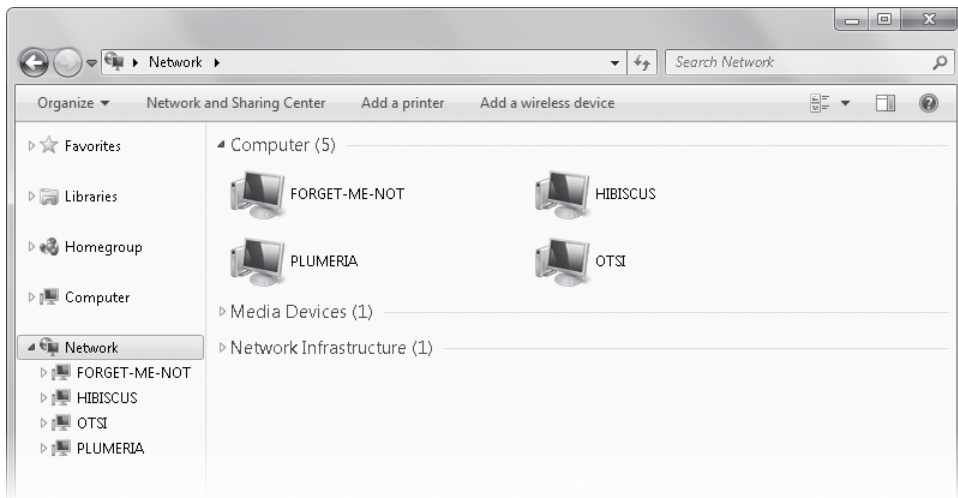 Network
Search Network
Organize Network and Sharing Center Add a printer Add a wireless device
Favorites
Libraries
Homegroup
Computer
Network
FORGET-ME-NOT
HIBISCUS
OTSI
PLUMERIA
Computer (5)
FORGET-ME-NOT HIBISCUS
PLUMERIA OTSI
Media Devices (1)
Network Infrastructure (1)